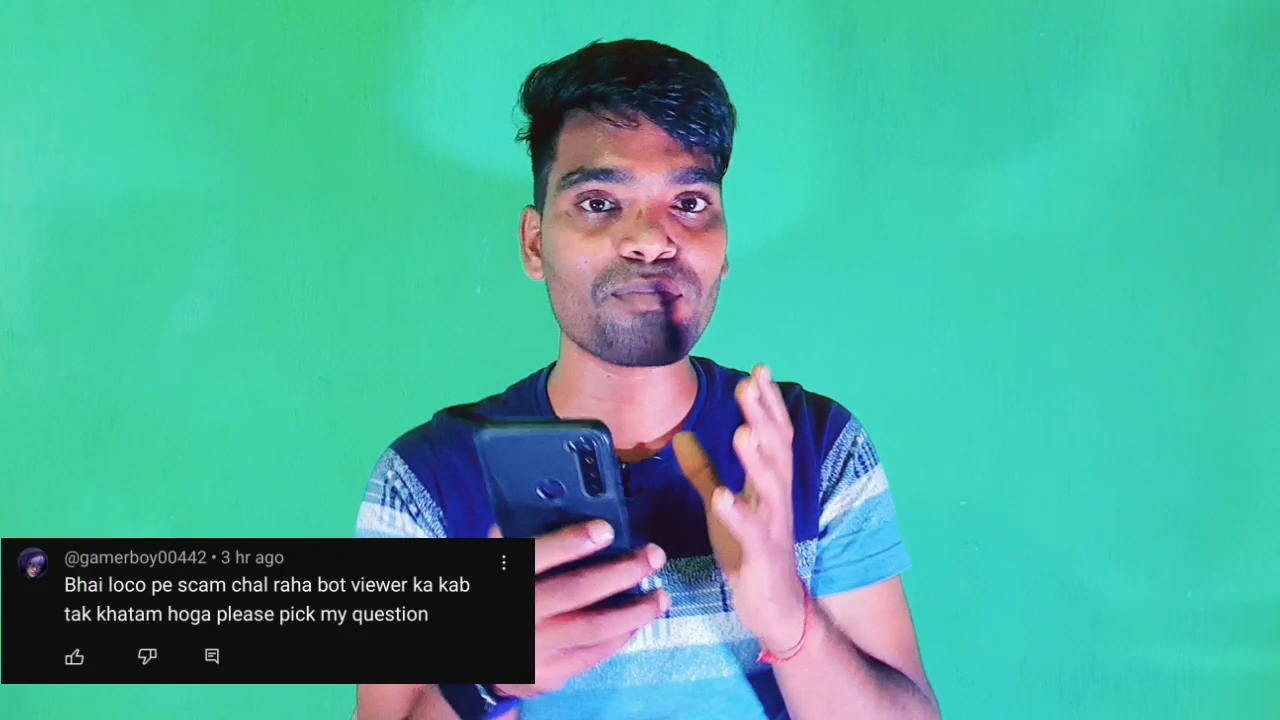 @gamerboy00442 • 3 hr ago
Bhai loco pe scam chal raha bot viewer ka kab
tak khatam hoga please pick my question